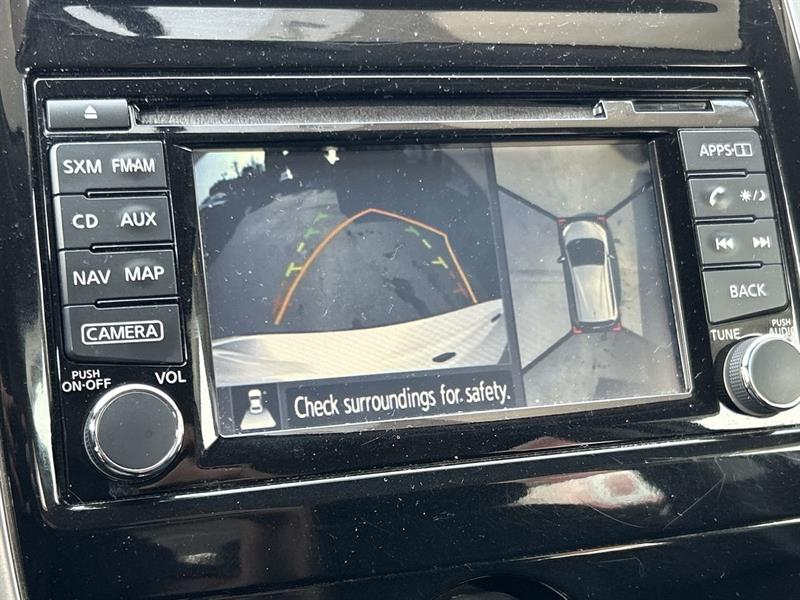 SXM FM·AM
CD AUX
NAV MAP
CAMERA
PUSH
ON·OFF
VOL
Check surroundings for safety.
APPS·
BACK
TUNE
PUSH
AUDIO